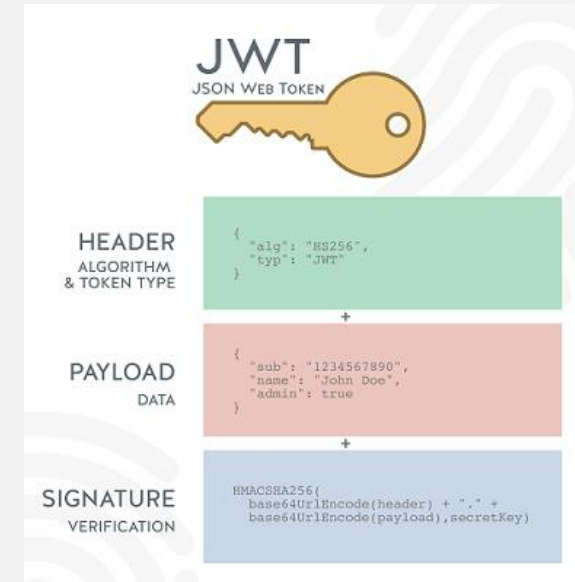 JWT
JSON WEB TOKEN
HEADER
ALGORITHM
& TOKEN TYPE
{
"alg": "HS256",
"typ": "JWT"
}
+
PAYLOAD
DATA
{
"sub": "1234567890",
"name": "John Doe",
"admin": true
}
+
SIGNATURE
VERIFICATION
HMACSHA256(
base64UrlEncode(header) + "." +
base64UrlEncode(payload),secretKey)